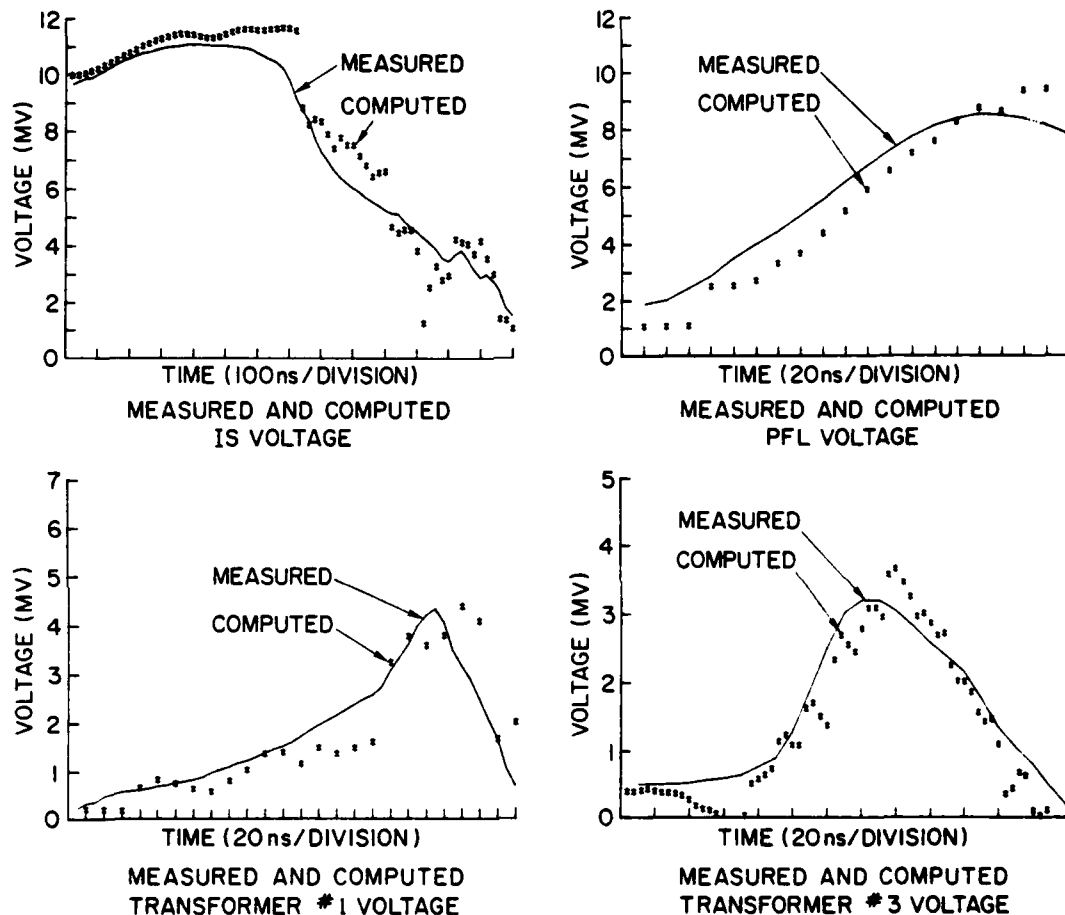 12
10
8
6
4
2
0
VOLTAGE (MV)
MEASURED
COMPUTED
TIME (100ns/DIVISION)
MEASURED AND COMPUTED
IS VOLTAGE
12
10
8
6
4
2
0
VOLTAGE (MV)
MEASURED
COMPUTED
TIME (20ns/DIVISION)
MEASURED AND COMPUTED
PFL VOLTAGE
7
6
5
4
3
2
1
0
VOLTAGE (MV)
MEASURED
COMPUTED
TIME (20ns/DIVISION)
MEASURED AND COMPUTED
TRANSFORMER #1 VOLTAGE
5
4
3
2
1
0
VOLTAGE (MV)
MEASURED
COMPUTED
TIME (20ns/DIVISION)
MEASURED AND COMPUTED
TRANSFORMER #3 VOLTAGE